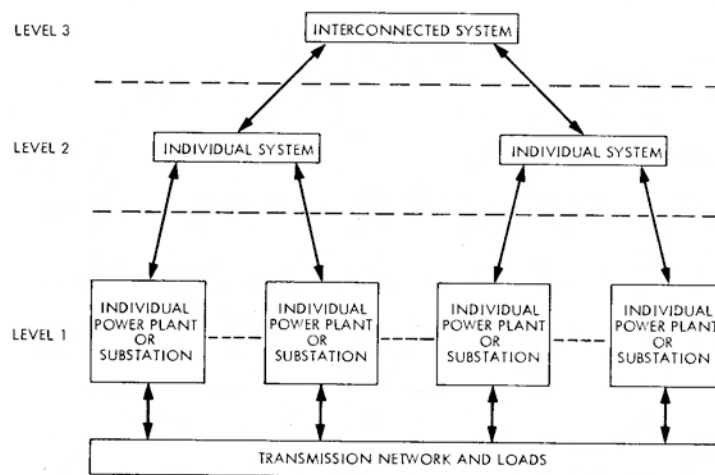 LEVEL 3
INTERCONNECTED SYSTEM
LEVEL 2
INDIVIDUAL SYSTEM
INDIVIDUAL SYSTEM
LEVEL 1
INDIVIDUAL
POWER PLANT
OR
SUBSTATION
INDIVIDUAL
POWER PLANT
OR
SUBSTATION
INDIVIDUAL
POWER PLANT
OR
SUBSTATION
INDIVIDUAL
POWER PLANT
OR
SUBSTATION
TRANSMISSION NETWORK AND LOADS